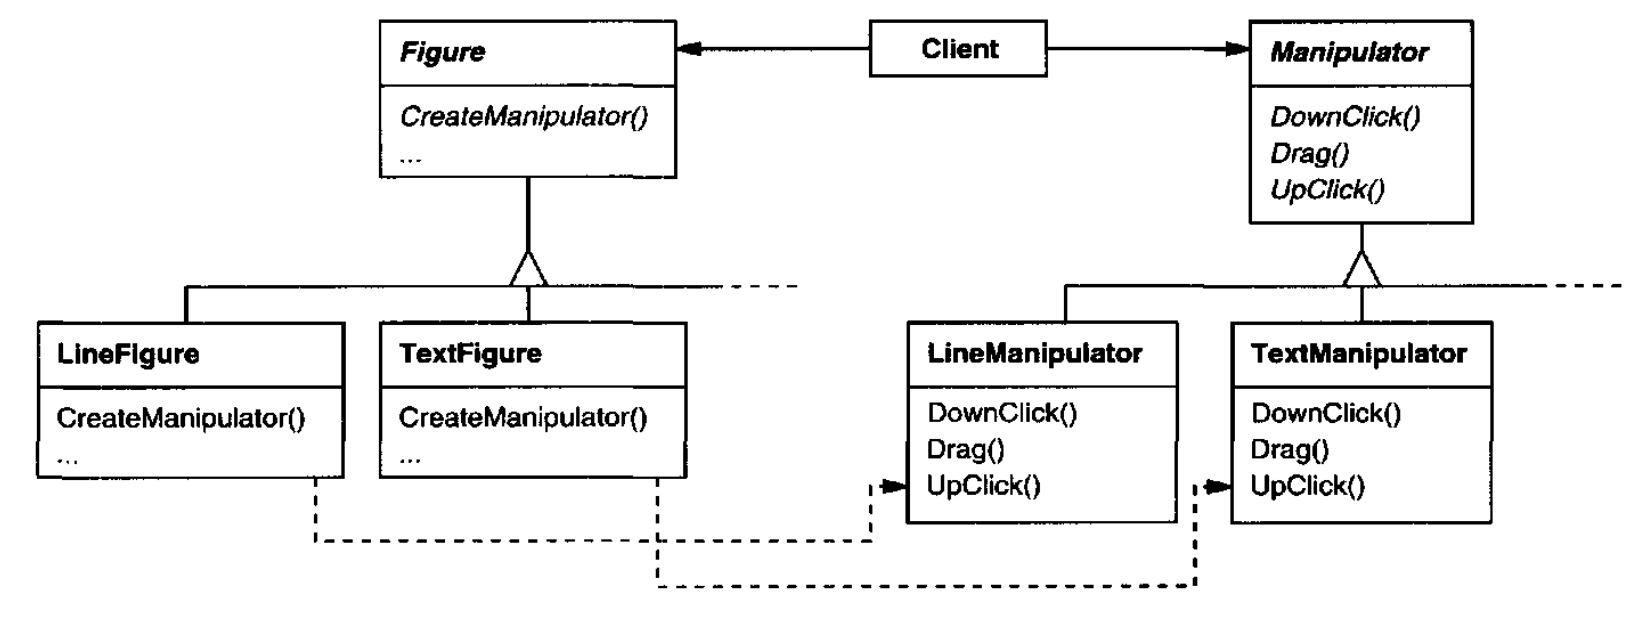 Figure
CreateManipulator()
...
Client
Manipulator
DownClick()
Drag()
UpClick()
LineFigure
CreateManipulator()
...
TextFigure
CreateManipulator()
...
LineManipulator
DownClick()
Drag()
UpClick()
TextManipulator
DownClick()
Drag()
UpClick()